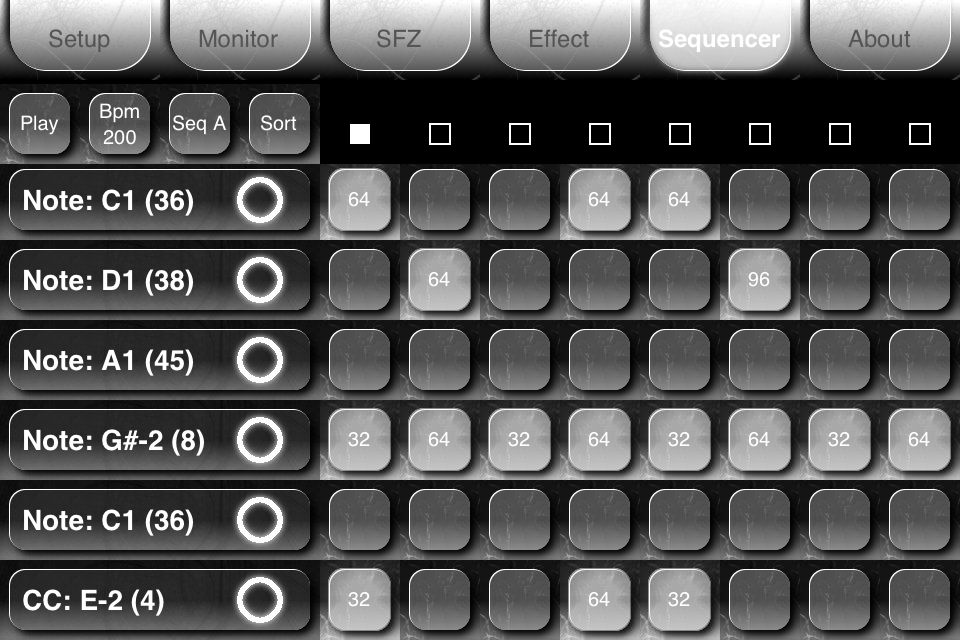 Setup Monitor SFZ Effect Sequencer About
Play Bpm 200 Seq A Sort
Note: C1 (36) 64 64 64
Note: D1 (38) 64 96
Note: A1 (45)
Note: G#-2 (8) 32 64 32 64 32 64 32 64
Note: C1 (36)
CC: E-2 (4) 32 64 32